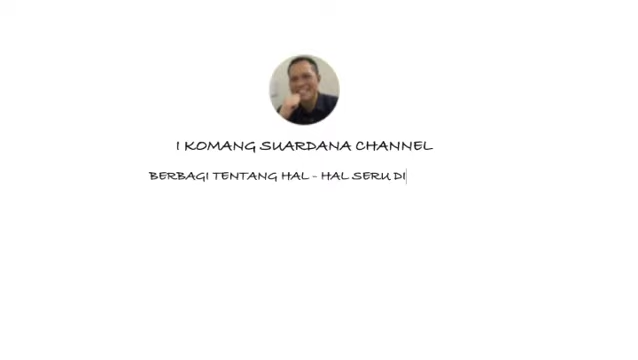 I KOMANG SUARDANA CHANNEL
BERBAGI TENTANG HAL - HAL SERU DI